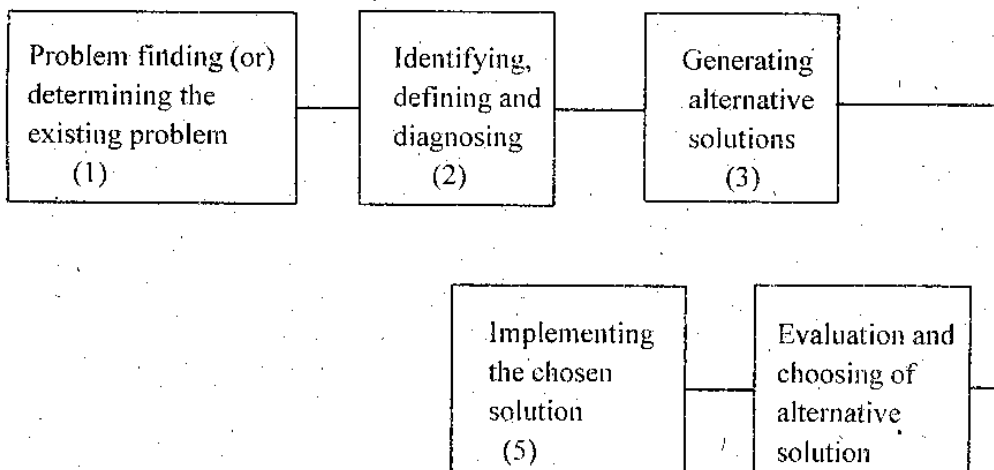 Problem finding (or)
determining the
existing problem
(1)
Identifying,
defining and
diagnosing
(2)
Generating
alternative
solutions
(3)
Implementing
the chosen
solution
(5)
Evaluation and
choosing of
alternative
solution